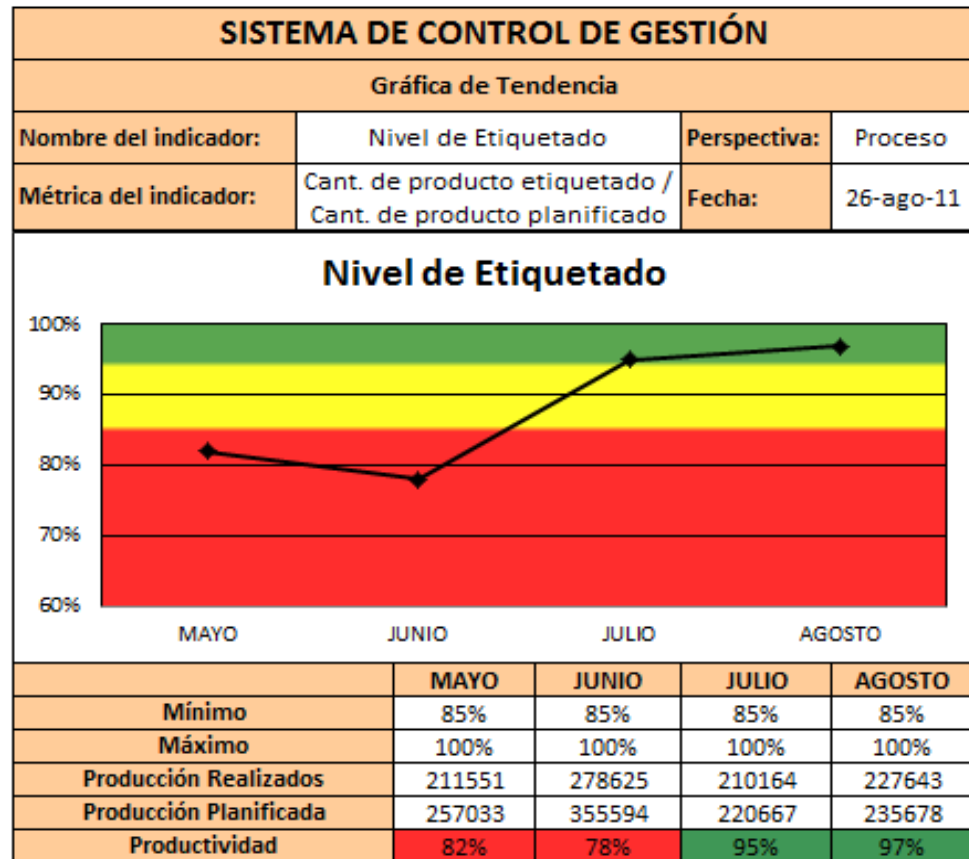 SISTEMA DE CONTROL DE GESTIÓN
Gráfica de Tendencia
Nombre del indicador: Nivel de Etiquetado Perspectiva: Proceso
Métrica del indicador: Cant. de producto etiquetado / Cant. de producto planificado Fecha: 26-ago-11
Nivel de Etiquetado
100%
90%
80%
70%
60%
MAYO JUNIO JULIO AGOSTO
MAYO JUNIO JULIO AGOSTO
Mínimo 85% 85% 85% 85%
Máximo 100% 100% 100% 100%
Producción Realizados 211551 278625 210164 227643
Producción Planificada 257033 355594 220667 235678
Productividad 82% 78% 95% 97%